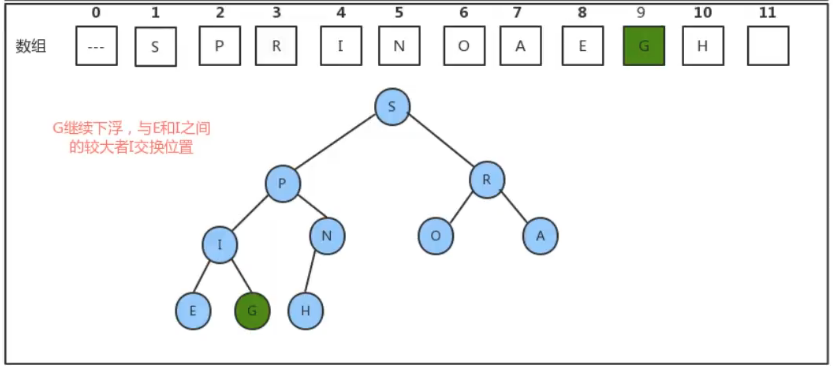 0 1 2 3 4 5 6 7 8 9 10 11
数组 --- S P R I N O A E G H
S
G继续下浮，与E和I之间
的较大者I交换位置
P R
I N O A
E G H